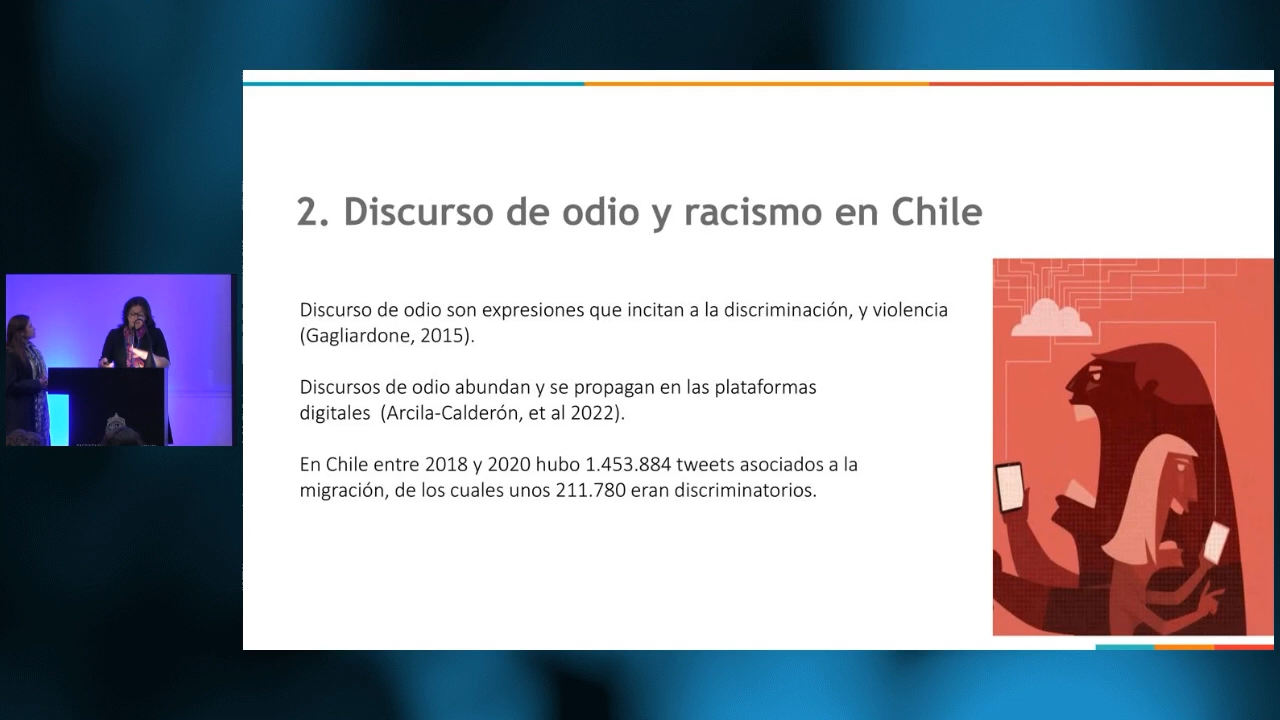 2. Discurso de odio y racismo en Chile
Discurso de odio son expresiones que incitan a la discriminación, y violencia
(Gagliardone, 2015).
Discursos de odio abundan y se propagan en las plataformas
digitales (Arcila-Calderón, et al 2022).
En Chile entre 2018 y 2020 hubo 1.453.884 tweets asociados a la
migración, de los cuales unos 211.780 eran discriminatorios.